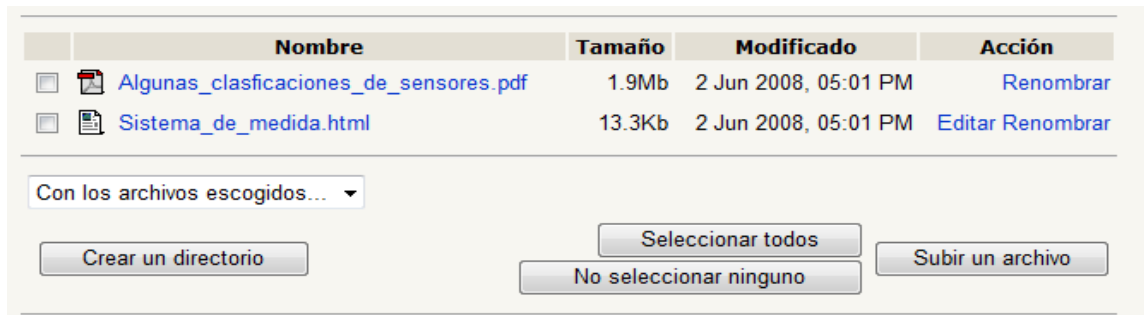 Nombre Tamaño Modificado Acción
Algunas_clasficaciones_de_sensores.pdf 1.9Mb 2 Jun 2008, 05:01 PM Renombrar
Sistema_de_medida.html 13.3Kb 2 Jun 2008, 05:01 PM Editar Renombrar
Con los archivos escogidos...
Seleccionar todos
Crear un directorio Subir un archivo
No seleccionar ninguno